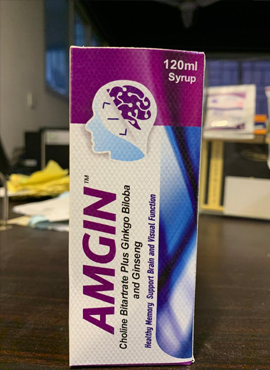 120ml
Syrup
AMGIN™
Choline Bitartrate Plus Ginkgo Biloba
and Ginseng
Healthy Memory Support Brain and Visual Function